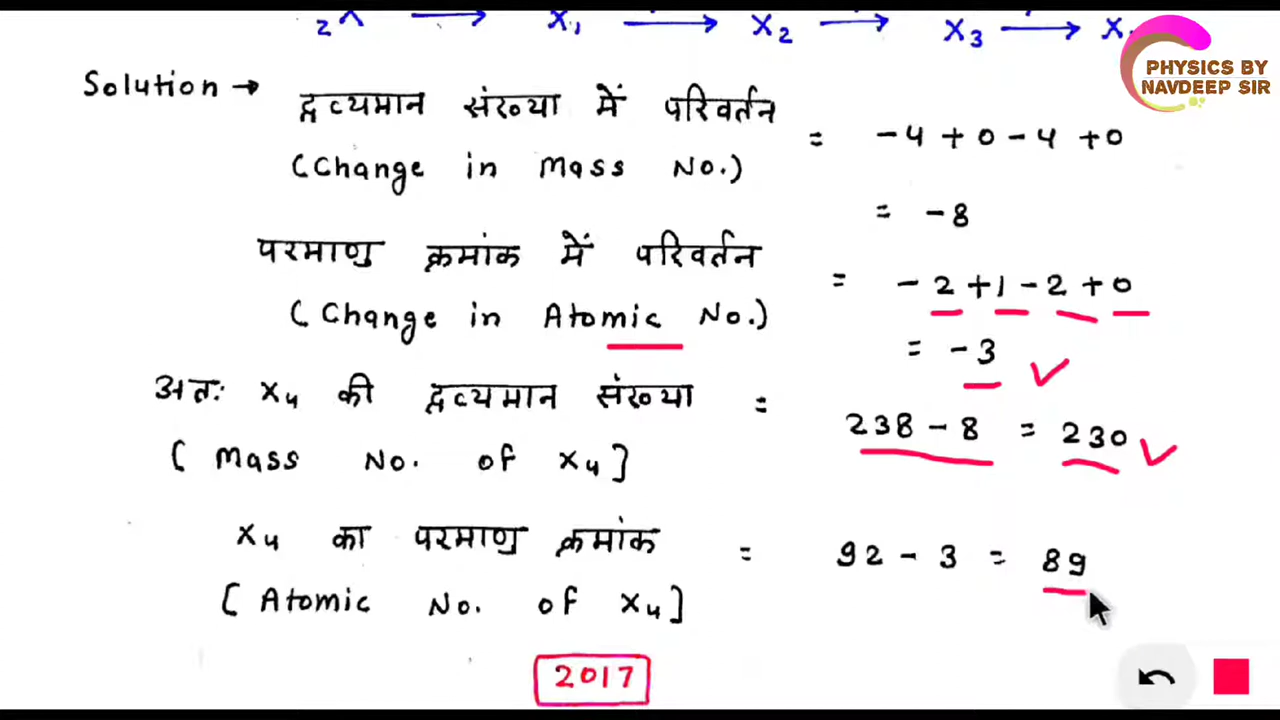 ₂X → X₁ → X₂ → X₃ → X
PHYSICS BY
NAVDEEP SIR
Solution → द्रव्यमान संख्या में परिवर्तन
(Change in Mass No.) = -4 + 0 - 4 + 0
= -8
परमाणु क्रमांक में परिवर्तन
(Change in Atomic No.) = - 2 + 1 - 2 + 0
= - 3 ✓
अतः X₄ की द्रव्यमान संख्या = 238 - 8 = 230 ✓
[ Mass No. of X₄ ]
X₄ का परमाणु क्रमांक = 92 - 3 = 89
[ Atomic No. of X₄ ]
2017